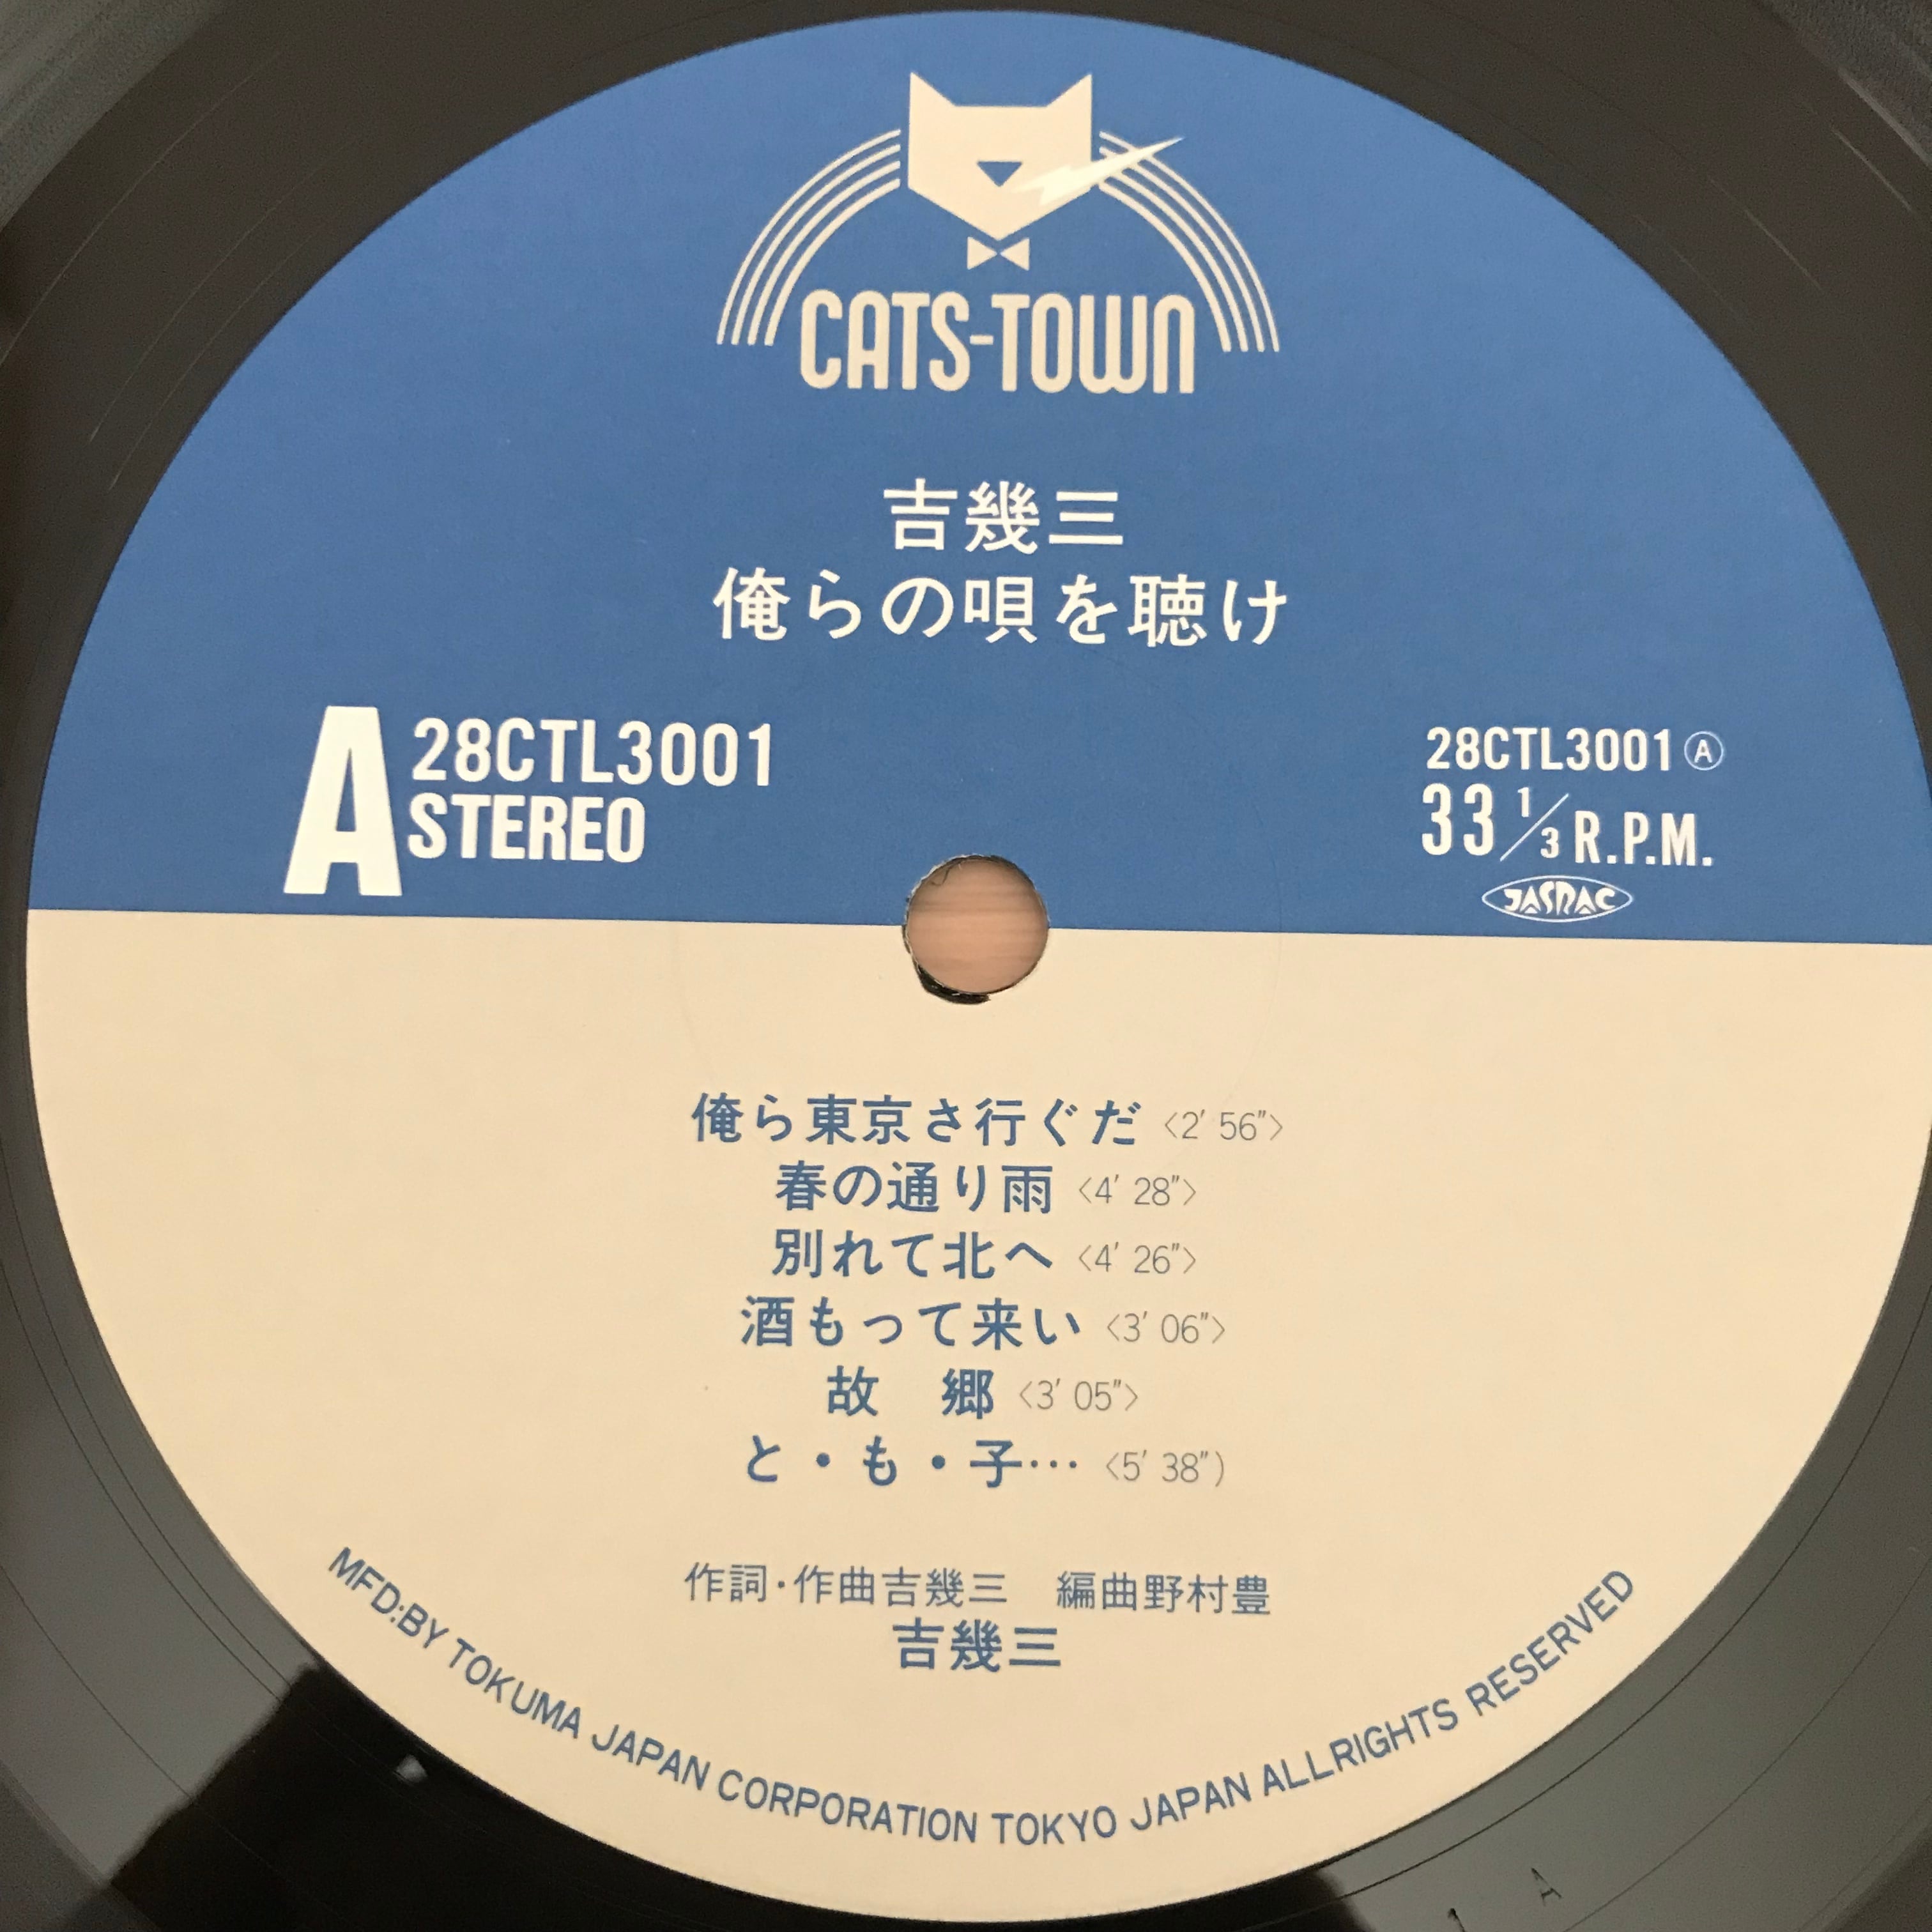 CATS-TOWN
吉幾三
俺らの唄を聴け
A 28CTL3001
STEREO
28CTL3001Ⓐ
33 1/3 R.P.M.
JASRAC
俺ら東京さ行ぐだ〈2′56″〉
春の通り雨〈4′28″〉
別れて北へ〈4′26″〉
酒もって来い〈3′06″〉
故　郷〈3′05″〉
と・も・子…〈5′38″)
作詞・作曲吉幾三　編曲野村豊
吉幾三
MFD:BY TOKUMA JAPAN CORPORATION TOKYO JAPAN ALL RIGHTS RESERVED
A